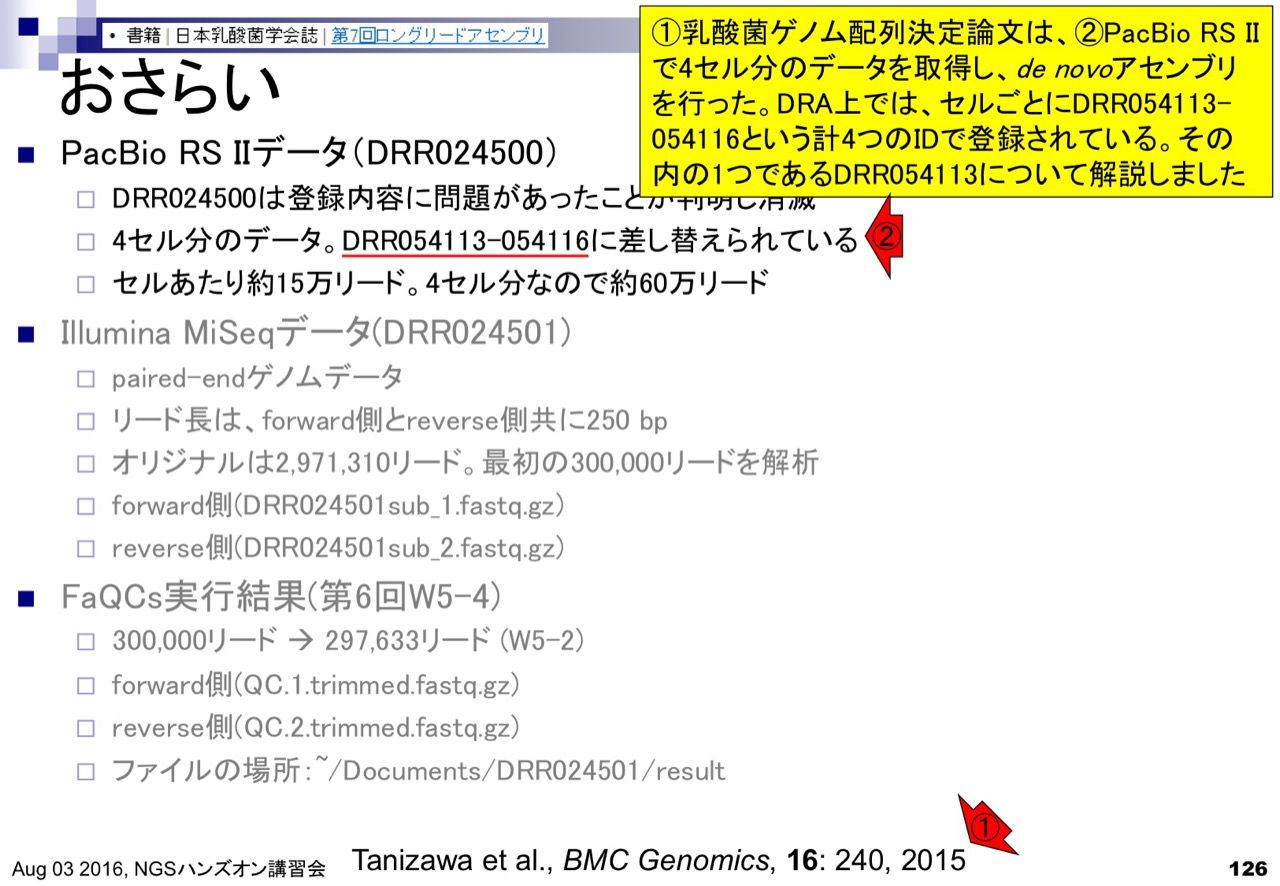 • 書籍 | 日本乳酸菌学会誌 | 第7回ロングリードアセンブリ
おさらい
①乳酸菌ゲノム配列決定論文は、②PacBio RS II
で4セル分のデータを取得し、de novoアセンブリ
を行った。DRA上では、セルごとにDRR054113-
054116という計4つのIDで登録されている。その
内の1つであるDRR054113について解説しました
PacBio RS IIデータ(DRR024500)
DRR024500は登録内容に問題があったことが判明し消滅
4セル分のデータ。DRR054113-054116に差し替えられている
②
セルあたり約15万リード。4セル分なので約60万リード
Illumina MiSeqデータ(DRR024501)
paired-endゲノムデータ
リード長は、forward側とreverse側共に250 bp
オリジナルは2,971,310リード。最初の300,000リードを解析
forward側(DRR024501sub_1.fastq.gz)
reverse側(DRR024501sub_2.fastq.gz)
FaQCs実行結果(第6回W5-4)
300,000リード → 297,633リード (W5-2)
forward側(QC.1.trimmed.fastq.gz)
reverse側(QC.2.trimmed.fastq.gz)
ファイルの場所:~/Documents/DRR024501/result
①
Aug 03 2016, NGSハンズオン講習会
Tanizawa et al., BMC Genomics, 16: 240, 2015
126